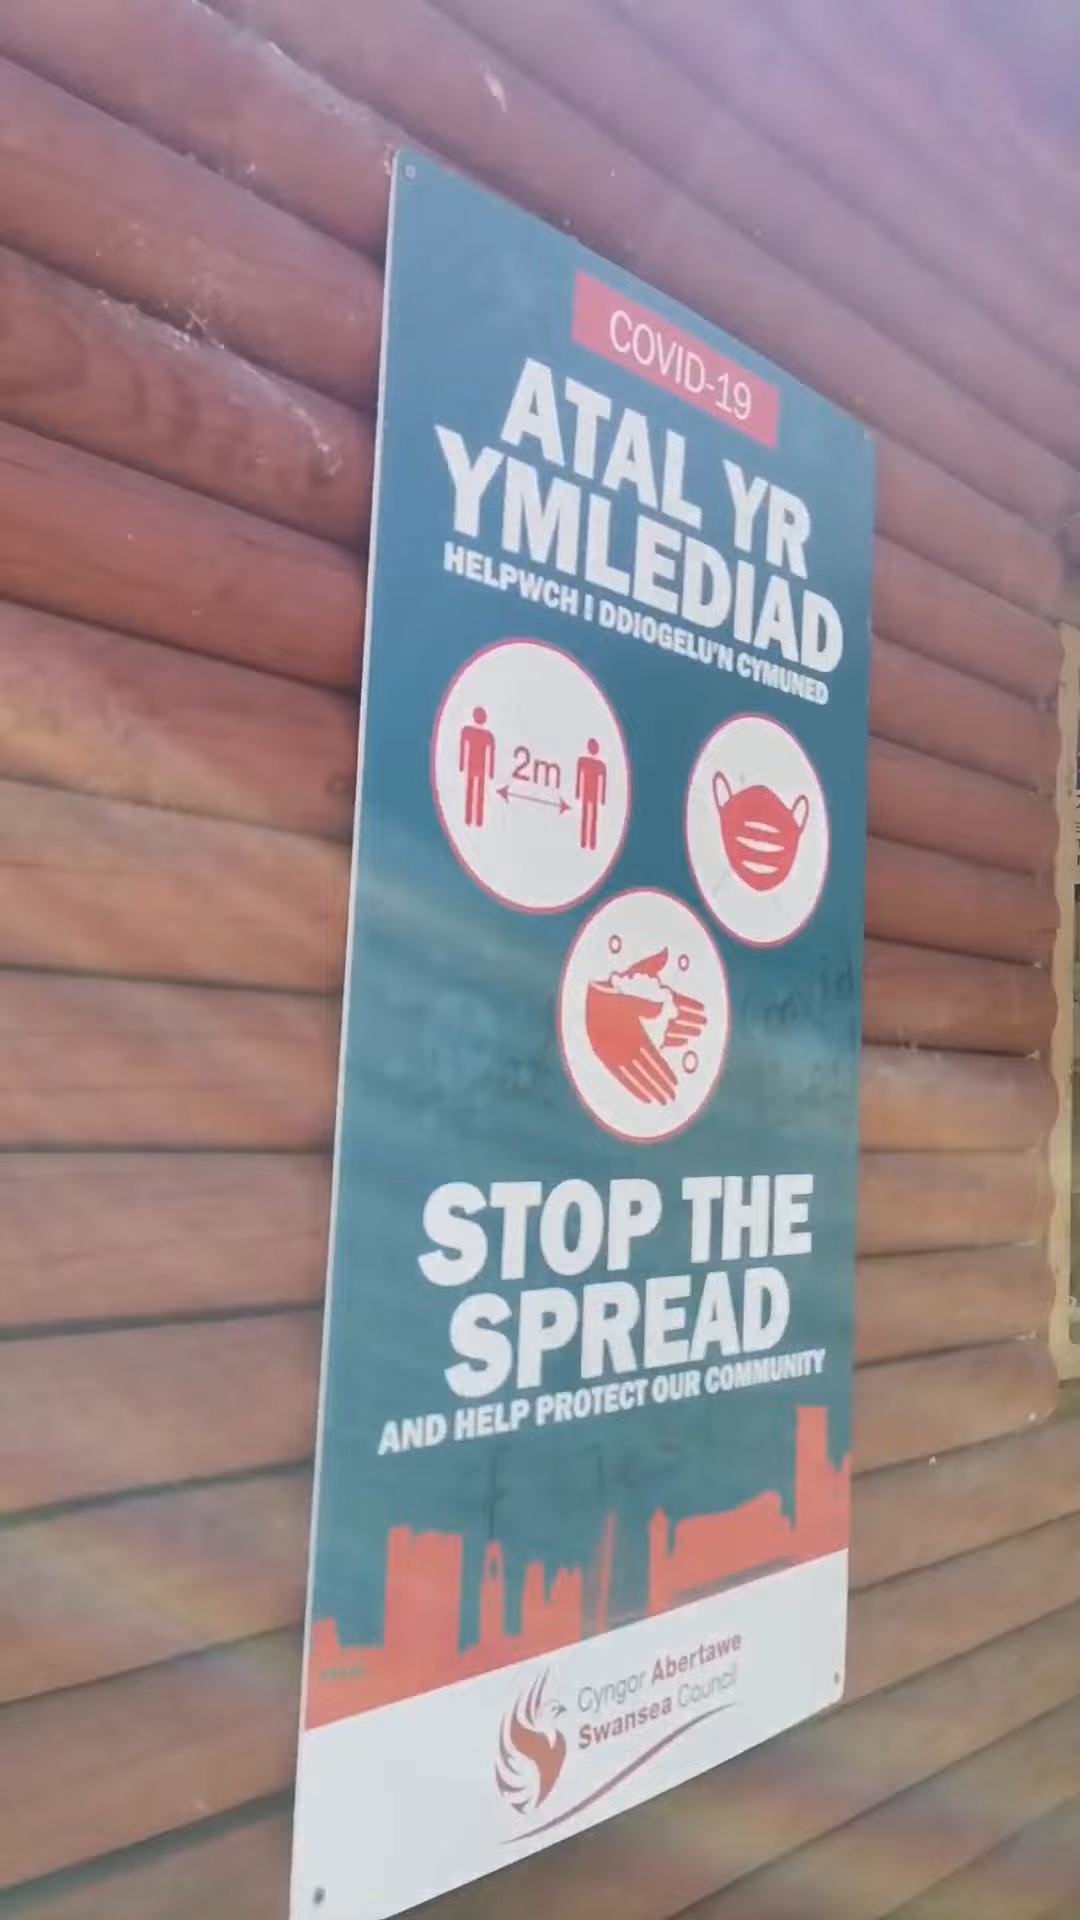 COVID-19
ATAL YR
YMLEDIAD
HELPWCH I DDIOGELU'N CYMUNED
2m
STOP THE
SPREAD
AND HELP PROTECT OUR COMMUNITY
Cyngor Abertawe
Swansea Council